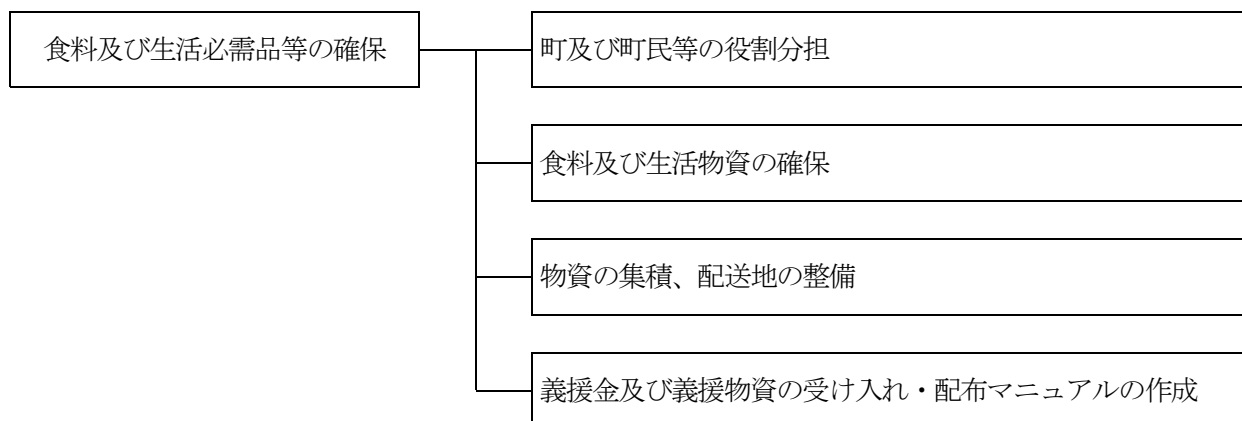 食料及び生活必需品等の確保
町及び町民等の役割分担
食料及び生活物資の確保
物資の集積、配送地の整備
義援金及び義援物資の受け入れ・配布マニュアルの作成